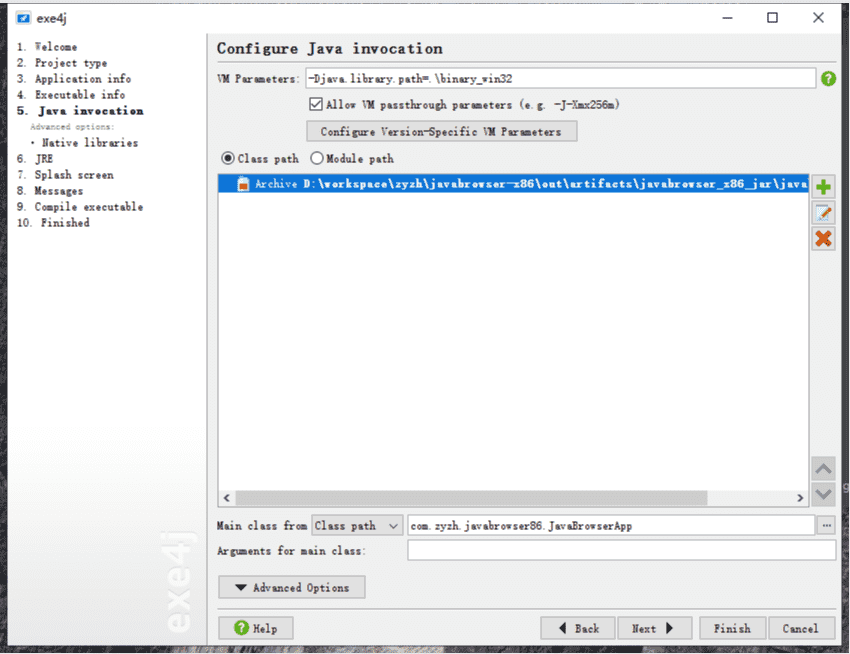 exe4j
1. Welcome
2. Project type
3. Application info
4. Executable info
5. Java invocation
Advanced options:
· Native libraries
6. JRE
7. Splash screen
8. Messages
9. Compile executable
10. Finished
exe4j
Configure Java invocation
VM Parameters: -Djava.library.path=.\binary_win32
Allow VM passthrough parameters (e.g. -J-Xmx256m)
Configure Version-Specific VM Parameters
Class path Module path
Archive D:\workspace\zyzh\javabrowser-x86\out\artifacts\javabrowser_x86_jar\java
Main class from Class path com.zyzh.javabrowser86.JavaBrowserApp ...
Arguments for main class:
Advanced Options
Help Back Next Finish Cancel